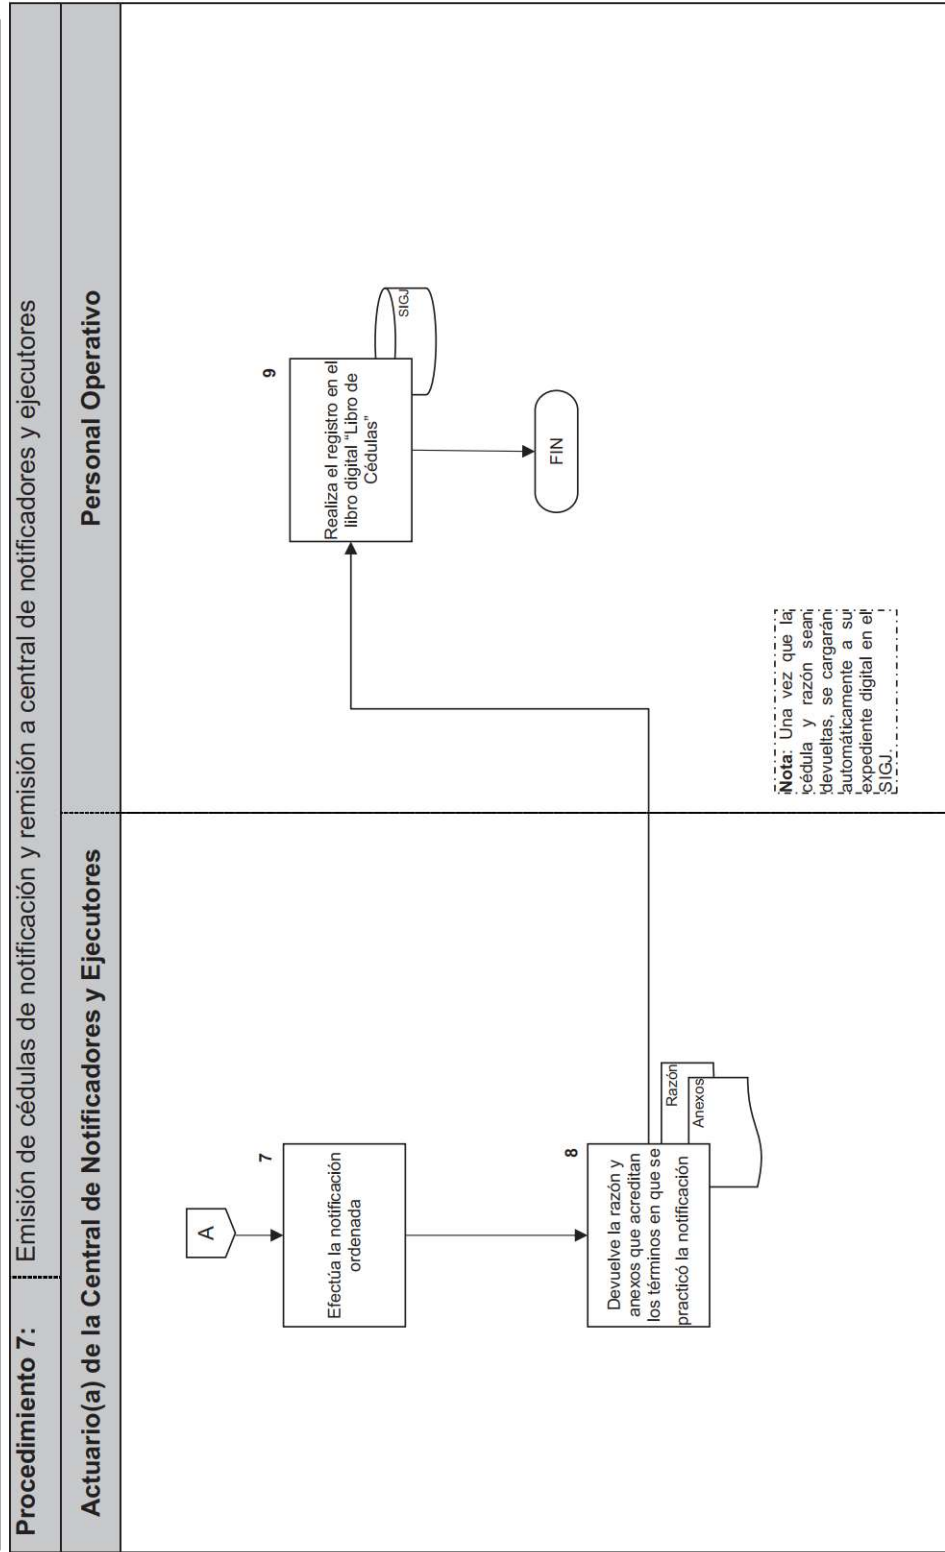 Procedimiento 7: Emisión de cédulas de notificación y remisión a central de notificadores y ejecutores
Actuario(a) de la Central de Notificadores y Ejecutores
Personal Operativo
A
7
Efectúa la notificación
ordenada
8
Devuelve la razón y
anexos que acreditan
los términos en que se
practicó la notificación
Razón
Anexos
9
Realiza el registro en el
libro digital "Libro de
Cédulas"
SIGJ
FIN
Nota: Una vez que la
cédula y razón sean
devueltas, se cargarán
automáticamente a su
expediente digital en el
SIGJ.